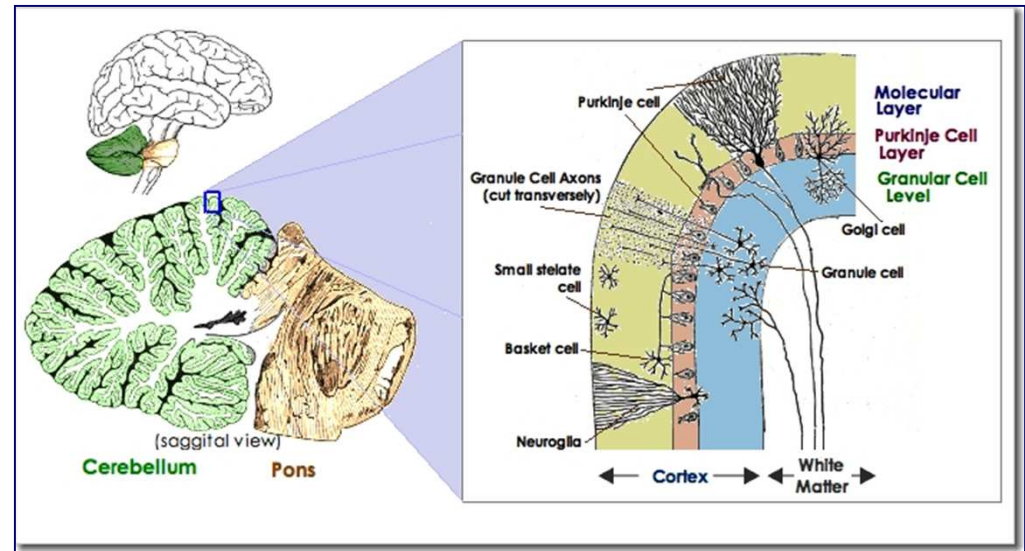 Purkinje cell
Granule Cell Axons
(cut transversely)
Small stelate
cell
Basket cell
Neuroglia
Molecular
Layer
Purkinje Cell
Layer
Granular Cell
Level
Golgi cell
Granule cell
Cortex
White
Matter
(saggital view)
Cerebellum
Pons